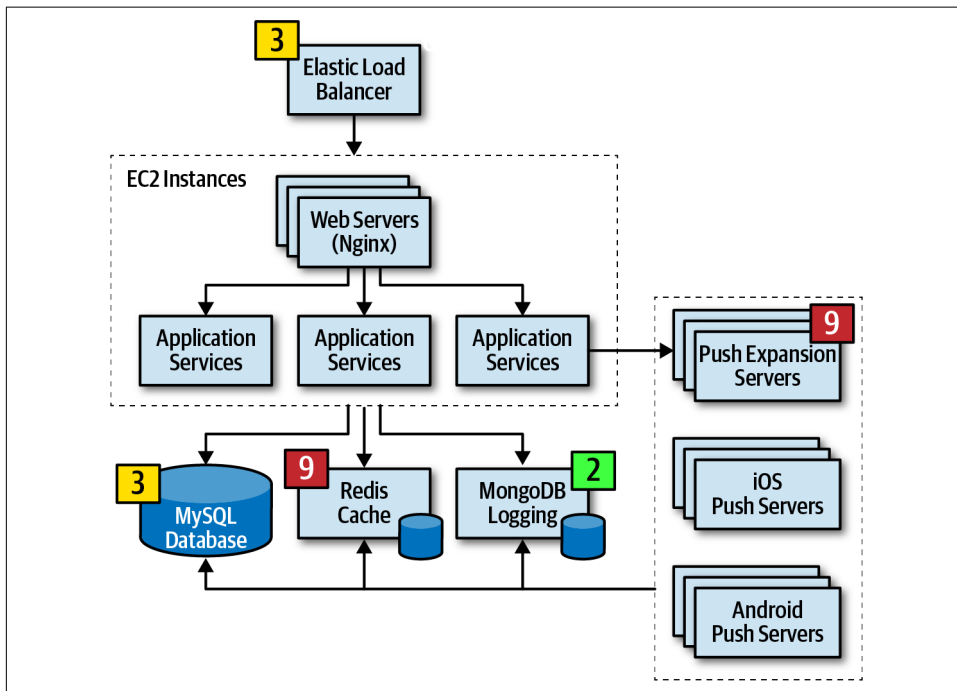 3
Elastic Load
Balancer
EC2 Instances
Web Servers
(Nginx)
Application
Services
Application
Services
Application
Services
9
Push Expansion
Servers
3
MySQL
Database
9
Redis
Cache
2
MongoDB
Logging
iOS
Push Servers
Android
Push Servers